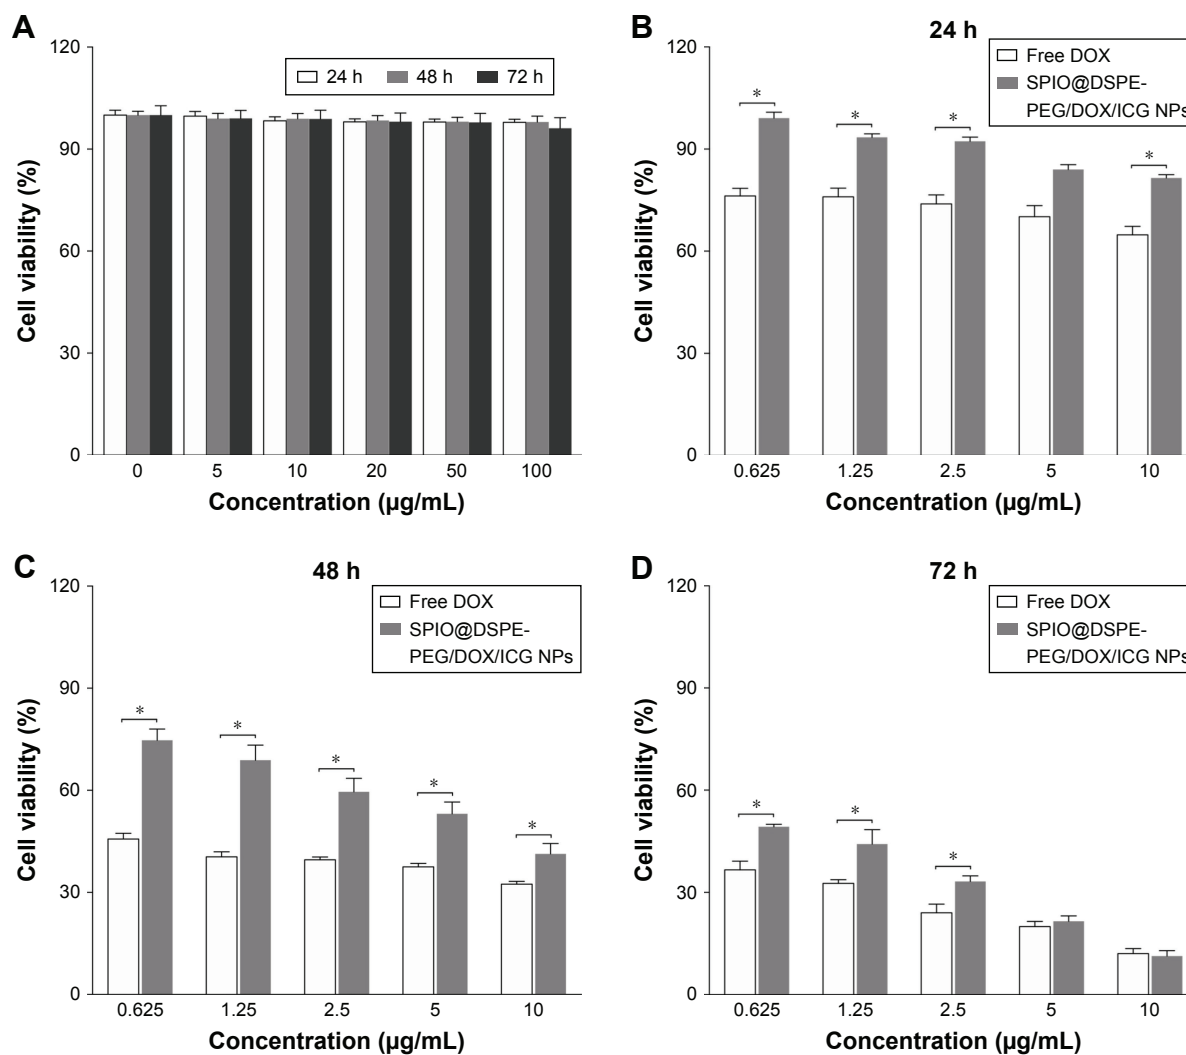 A
120
90
60
30
0
Cell viability (%)
24 h 48 h 72 h
0 5 10 20 50 100
Concentration (µg/mL)
B
24 h
Free DOX
SPIO@DSPE-
PEG/DOX/ICG NPs
120
90
60
30
0
Cell viability (%)
* * * *
0.625 1.25 2.5 5 10
Concentration (µg/mL)
C
48 h
Free DOX
SPIO@DSPE-
PEG/DOX/ICG NPs
120
90
60
30
0
Cell viability (%)
* * * * *
0.625 1.25 2.5 5 10
Concentration (µg/mL)
D
72 h
Free DOX
SPIO@DSPE-
PEG/DOX/ICG NPs
120
90
60
30
0
Cell viability (%)
* * *
0.625 1.25 2.5 5 10
Concentration (µg/mL)